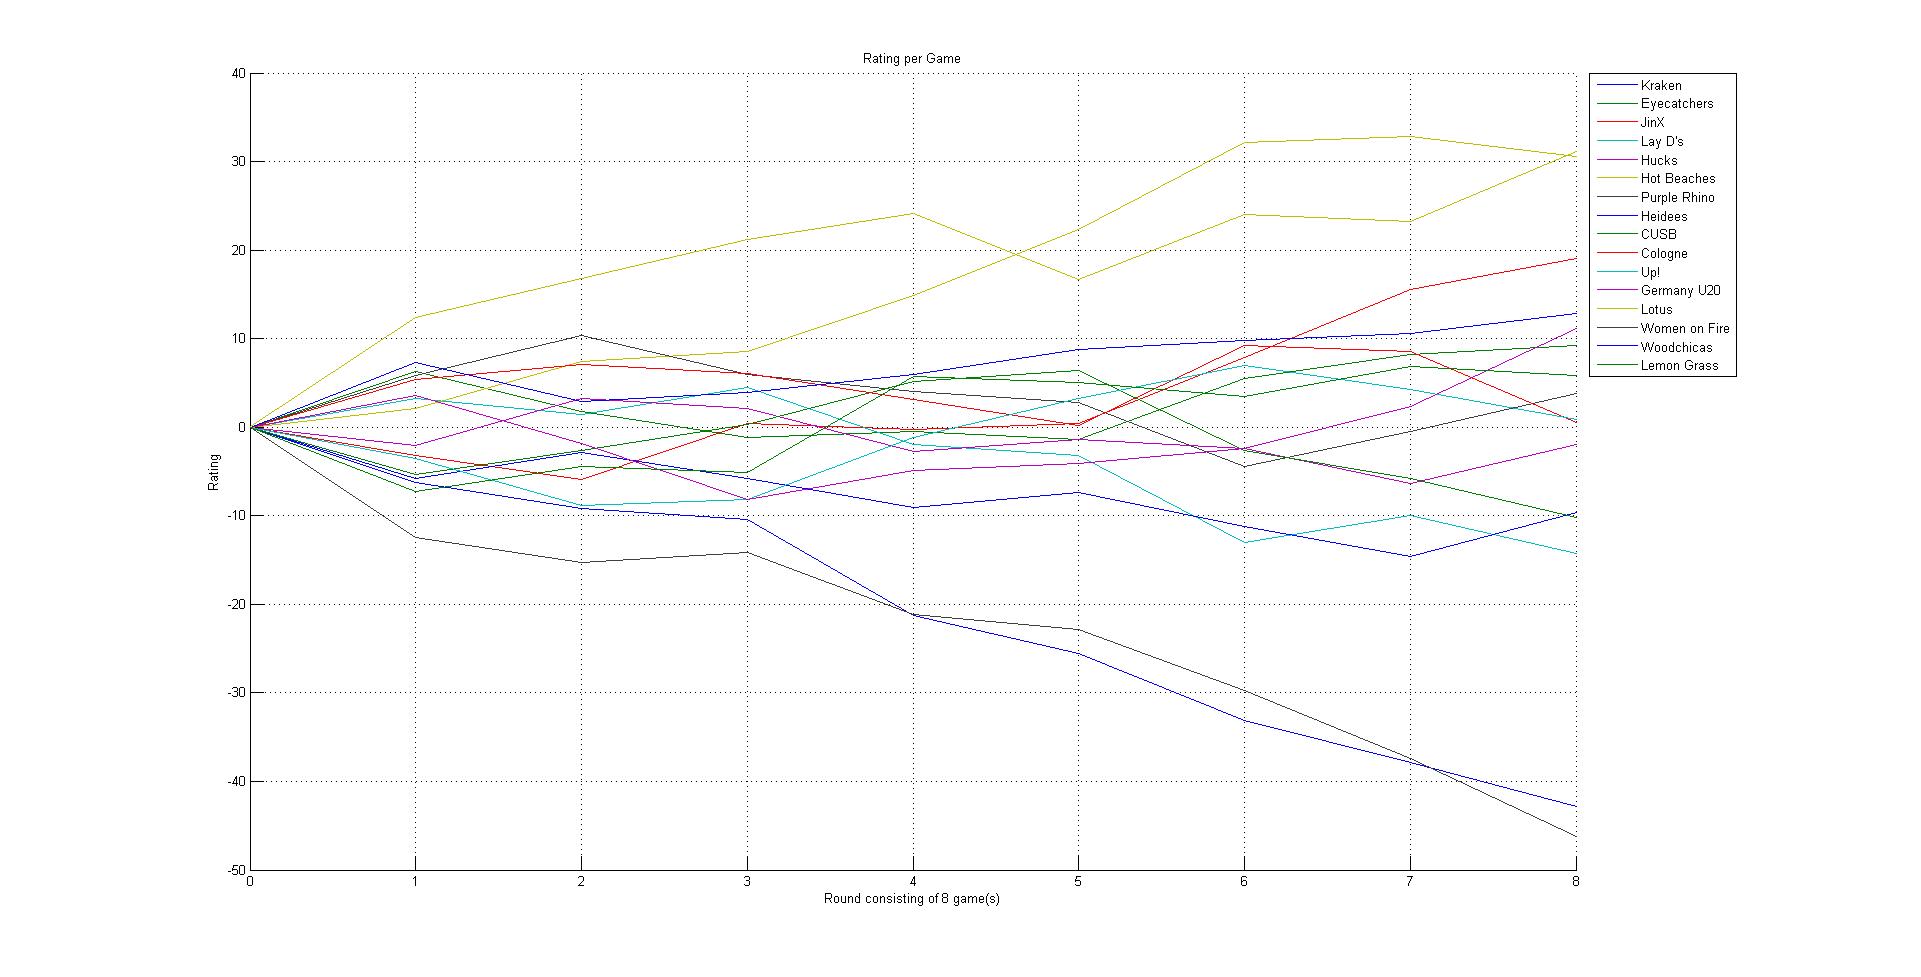 Rating per Game
40
30
20
10
0
-10
-20
-30
-40
-50
Rating
0 1 2 3 4 5 6 7 8
Round consisting of 8 game(s)
Kraken
Eyecatchers
JinX
Lay D's
Hucks
Hot Beaches
Purple Rhino
Heidees
CUSB
Cologne
Up!
Germany U20
Lotus
Women on Fire
Woodchicas
Lemon Grass